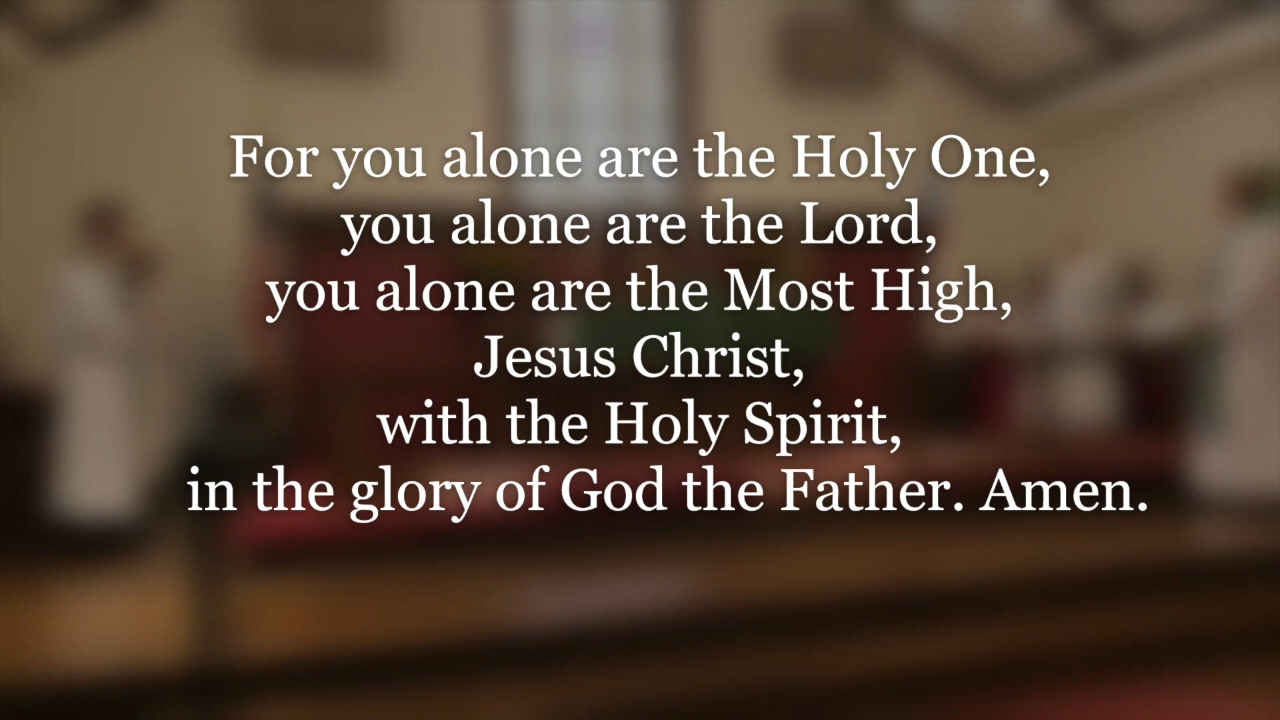 For you alone are the Holy One,
you alone are the Lord,
you alone are the Most High,
Jesus Christ,
with the Holy Spirit,
in the glory of God the Father. Amen.